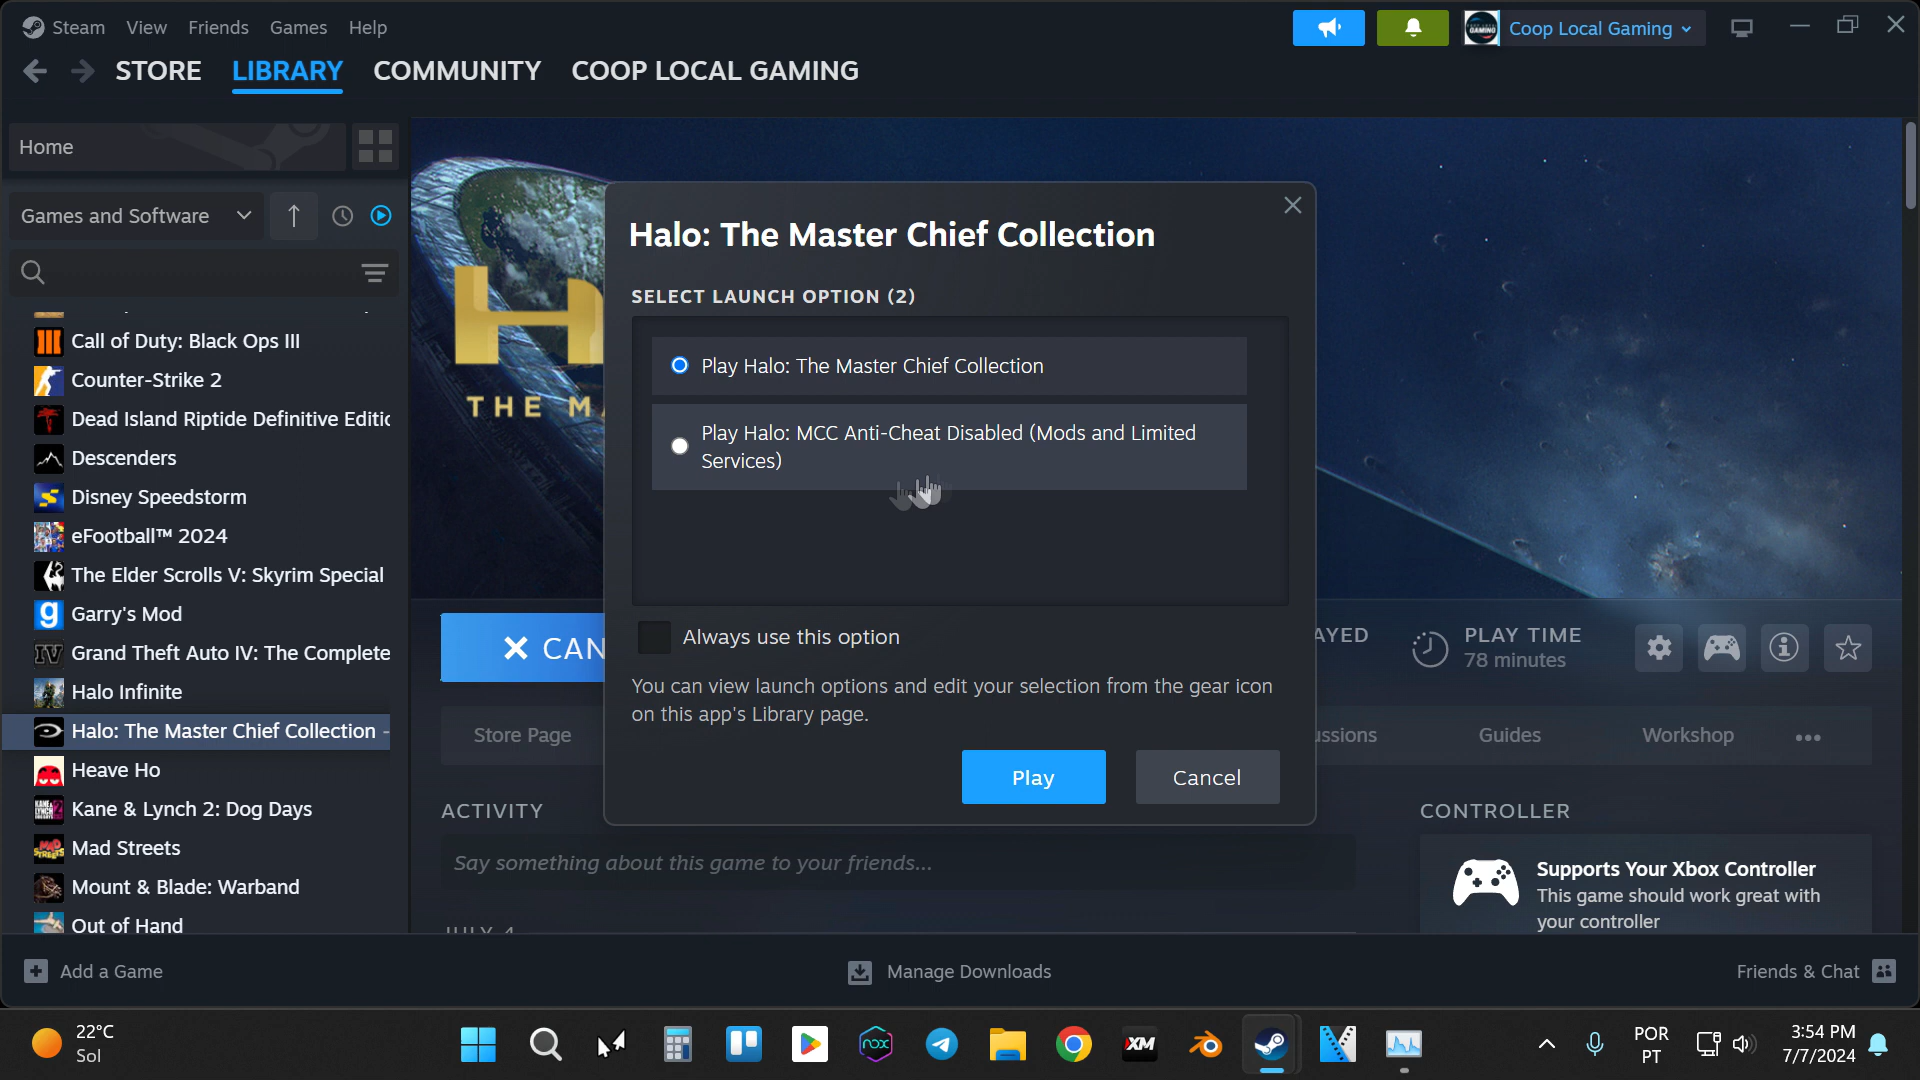 Steam View Friends Games Help
Coop Local Gaming
STORE LIBRARY COMMUNITY COOP LOCAL GAMING
Home
Games and Software
Call of Duty: Black Ops III
Counter-Strike 2
Dead Island Riptide Definitive Editic
Descenders
Disney Speedstorm
eFootball™ 2024
The Elder Scrolls V: Skyrim Special
Garry's Mod
Grand Theft Auto IV: The Complete
Halo Infinite
Halo: The Master Chief Collection -
Heave Ho
Kane & Lynch 2: Dog Days
Mad Streets
Mount & Blade: Warband
Out of Hand
THE MA
Halo: The Master Chief Collection
SELECT LAUNCH OPTION (2)
Play Halo: The Master Chief Collection
Play Halo: MCC Anti-Cheat Disabled (Mods and Limited
Services)
Always use this option
You can view launch options and edit your selection from the gear icon
on this app's Library page.
Play Cancel
CAN
AYED
PLAY TIME
78 minutes
Store Page
ussions
Guides
Workshop
ACTIVITY
Say something about this game to your friends...
JULY 4
CONTROLLER
Supports Your Xbox Controller
This game should work great with
your controller
Add a Game
Manage Downloads
Friends & Chat
22°C
Sol
nox
XM
POR
PT
3:54 PM
7/7/2024